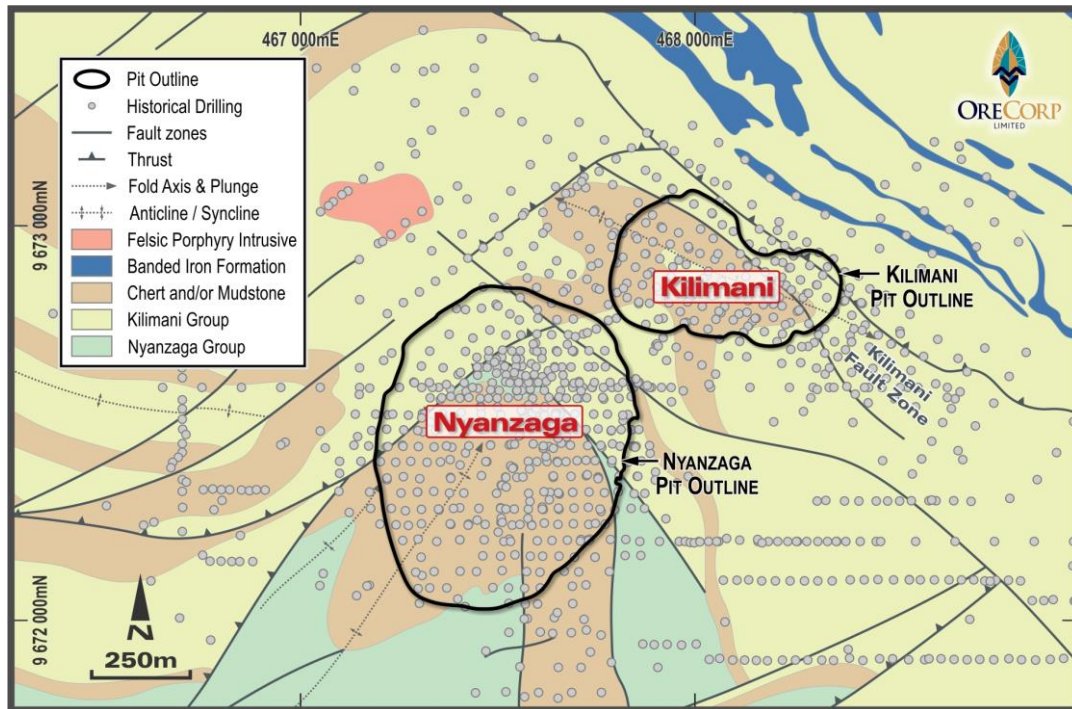 467 000mE
468 000mE
ORECORP
LIMITED
Pit Outline
Historical Drilling
Fault zones
Thrust
Fold Axis & Plunge
Anticline / Syncline
Felsic Porphyry Intrusive
Banded Iron Formation
Chert and/or Mudstone
Kilimani Group
Nyanzaga Group
9 673 000mN
Kilimani
KILIMANI
PIT OUTLINE
Kilimani
Fault Zone
Nyanzaga
NYANZAGA
PIT OUTLINE
9 672 000mN
N
250m